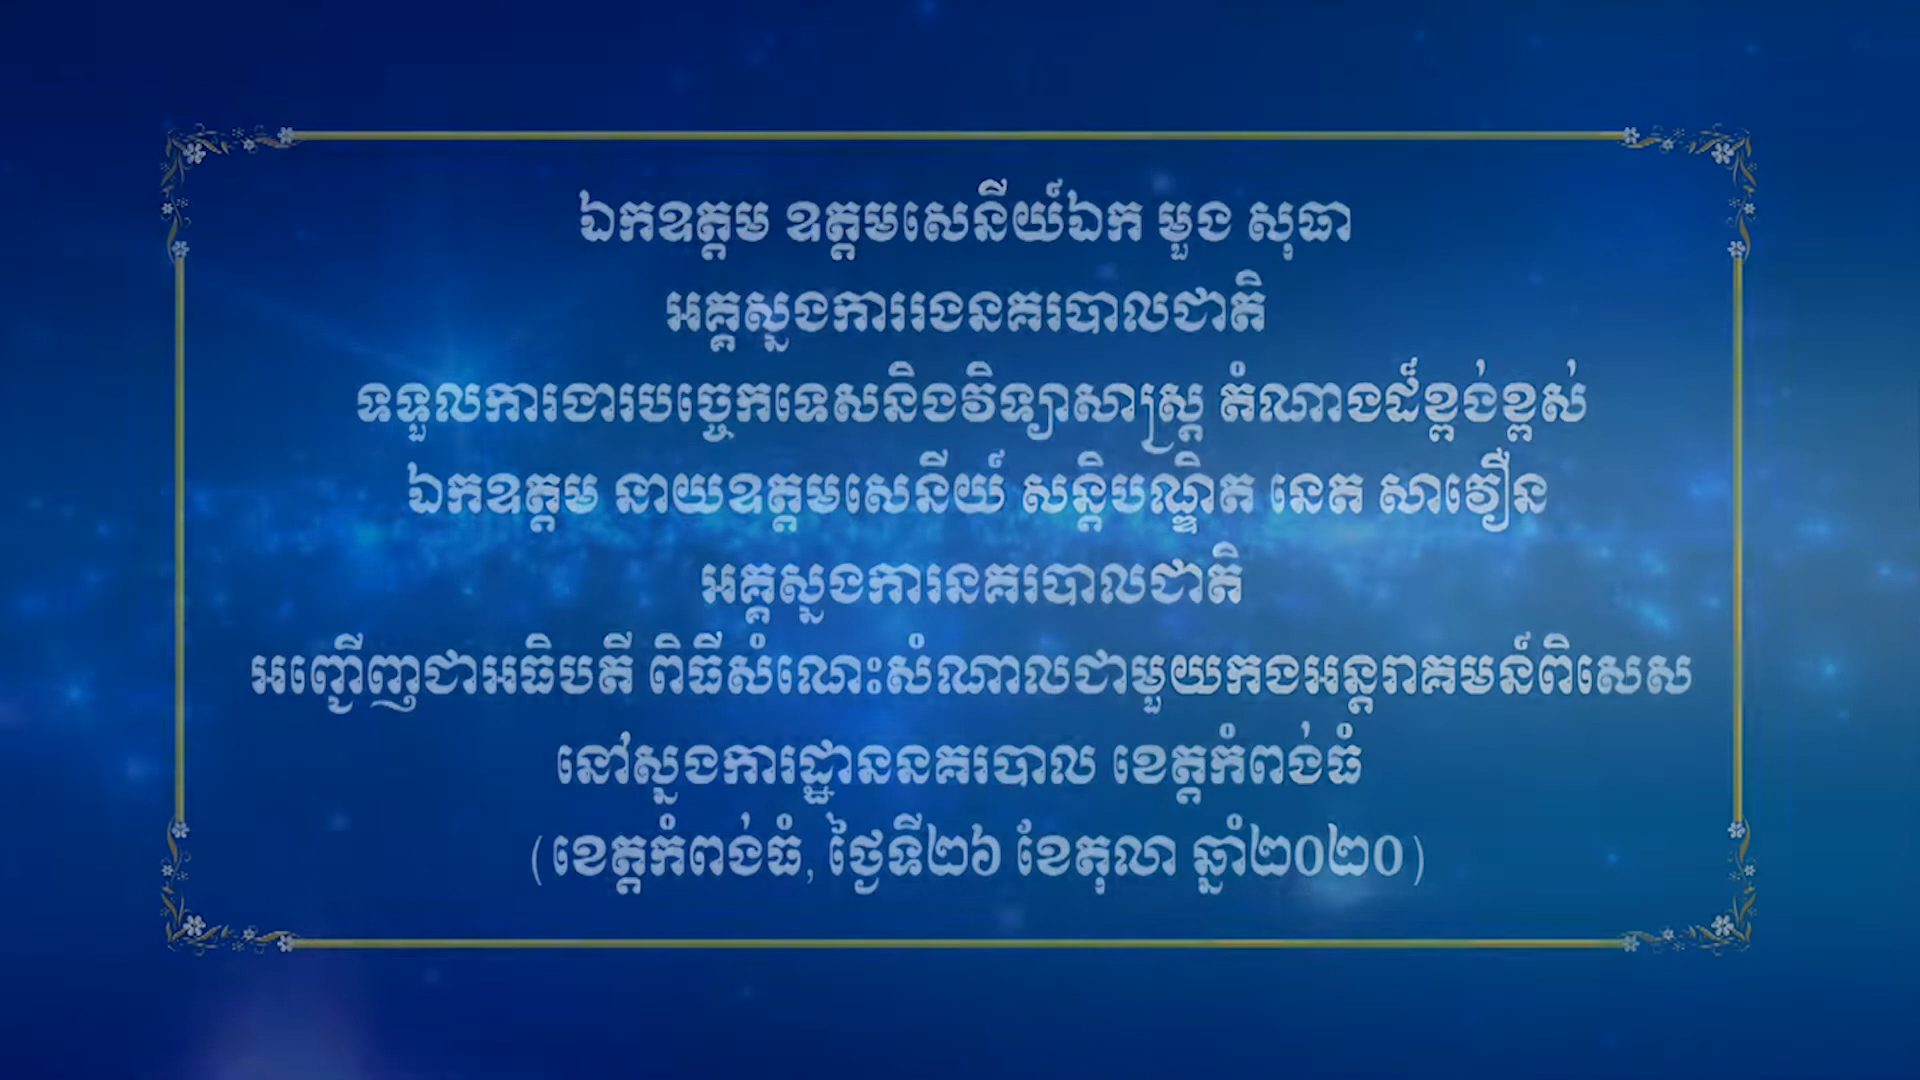 ឯកឧត្តម ឧត្តមសេនីយ៍ឯក មួង សុធា
អគ្គស្នងការរងនគរបាលជាតិ
ទទួលការងារបច្ចេកទេសនិងវិទ្យាសាស្ត្រ តំណាងដ៏ខ្ពង់ខ្ពស់
ឯកឧត្តម នាយឧត្តមសេនីយ៍ សន្តិបណ្ឌិត នេត សាវឿន
អគ្គស្នងការនគរបាលជាតិ
អញ្ជើញជាអធិបតី ពិធីសំណេះសំណាលជាមួយកងអន្តរាគមន៍ពិសេស
នៅស្នងការដ្ឋាននគរបាល ខេត្តកំពង់ធំ
(ខេត្តកំពង់ធំ, ថ្ងៃទី២៦ ខែតុលា ឆ្នាំ២០២០)